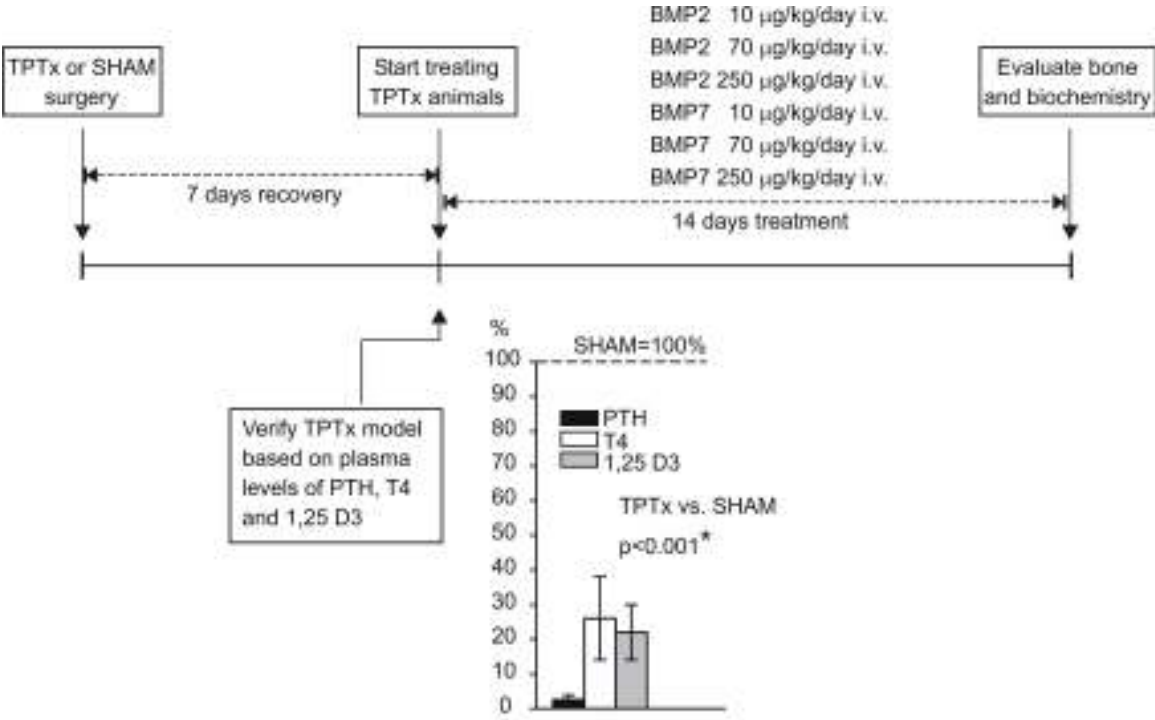 BMP2 10 µg/kg/day i.v.
BMP2 70 µg/kg/day i.v.
BMP2 250 µg/kg/day i.v.
BMP7 10 µg/kg/day i.v.
BMP7 70 µg/kg/day i.v.
BMP7 250 µg/kg/day i.v.
TPTx or SHAM
surgery
Start treating
TPTx animals
Evaluate bone
and biochemistry
7 days recovery
14 days treatment
Verify TPTx model
based on plasma
levels of PTH, T4
and 1,25 D3
%
SHAM=100%
100
90
80
70
60
50
40
30
20
10
0
PTH
T4
1,25 D3
TPTx vs. SHAM
p<0.001*